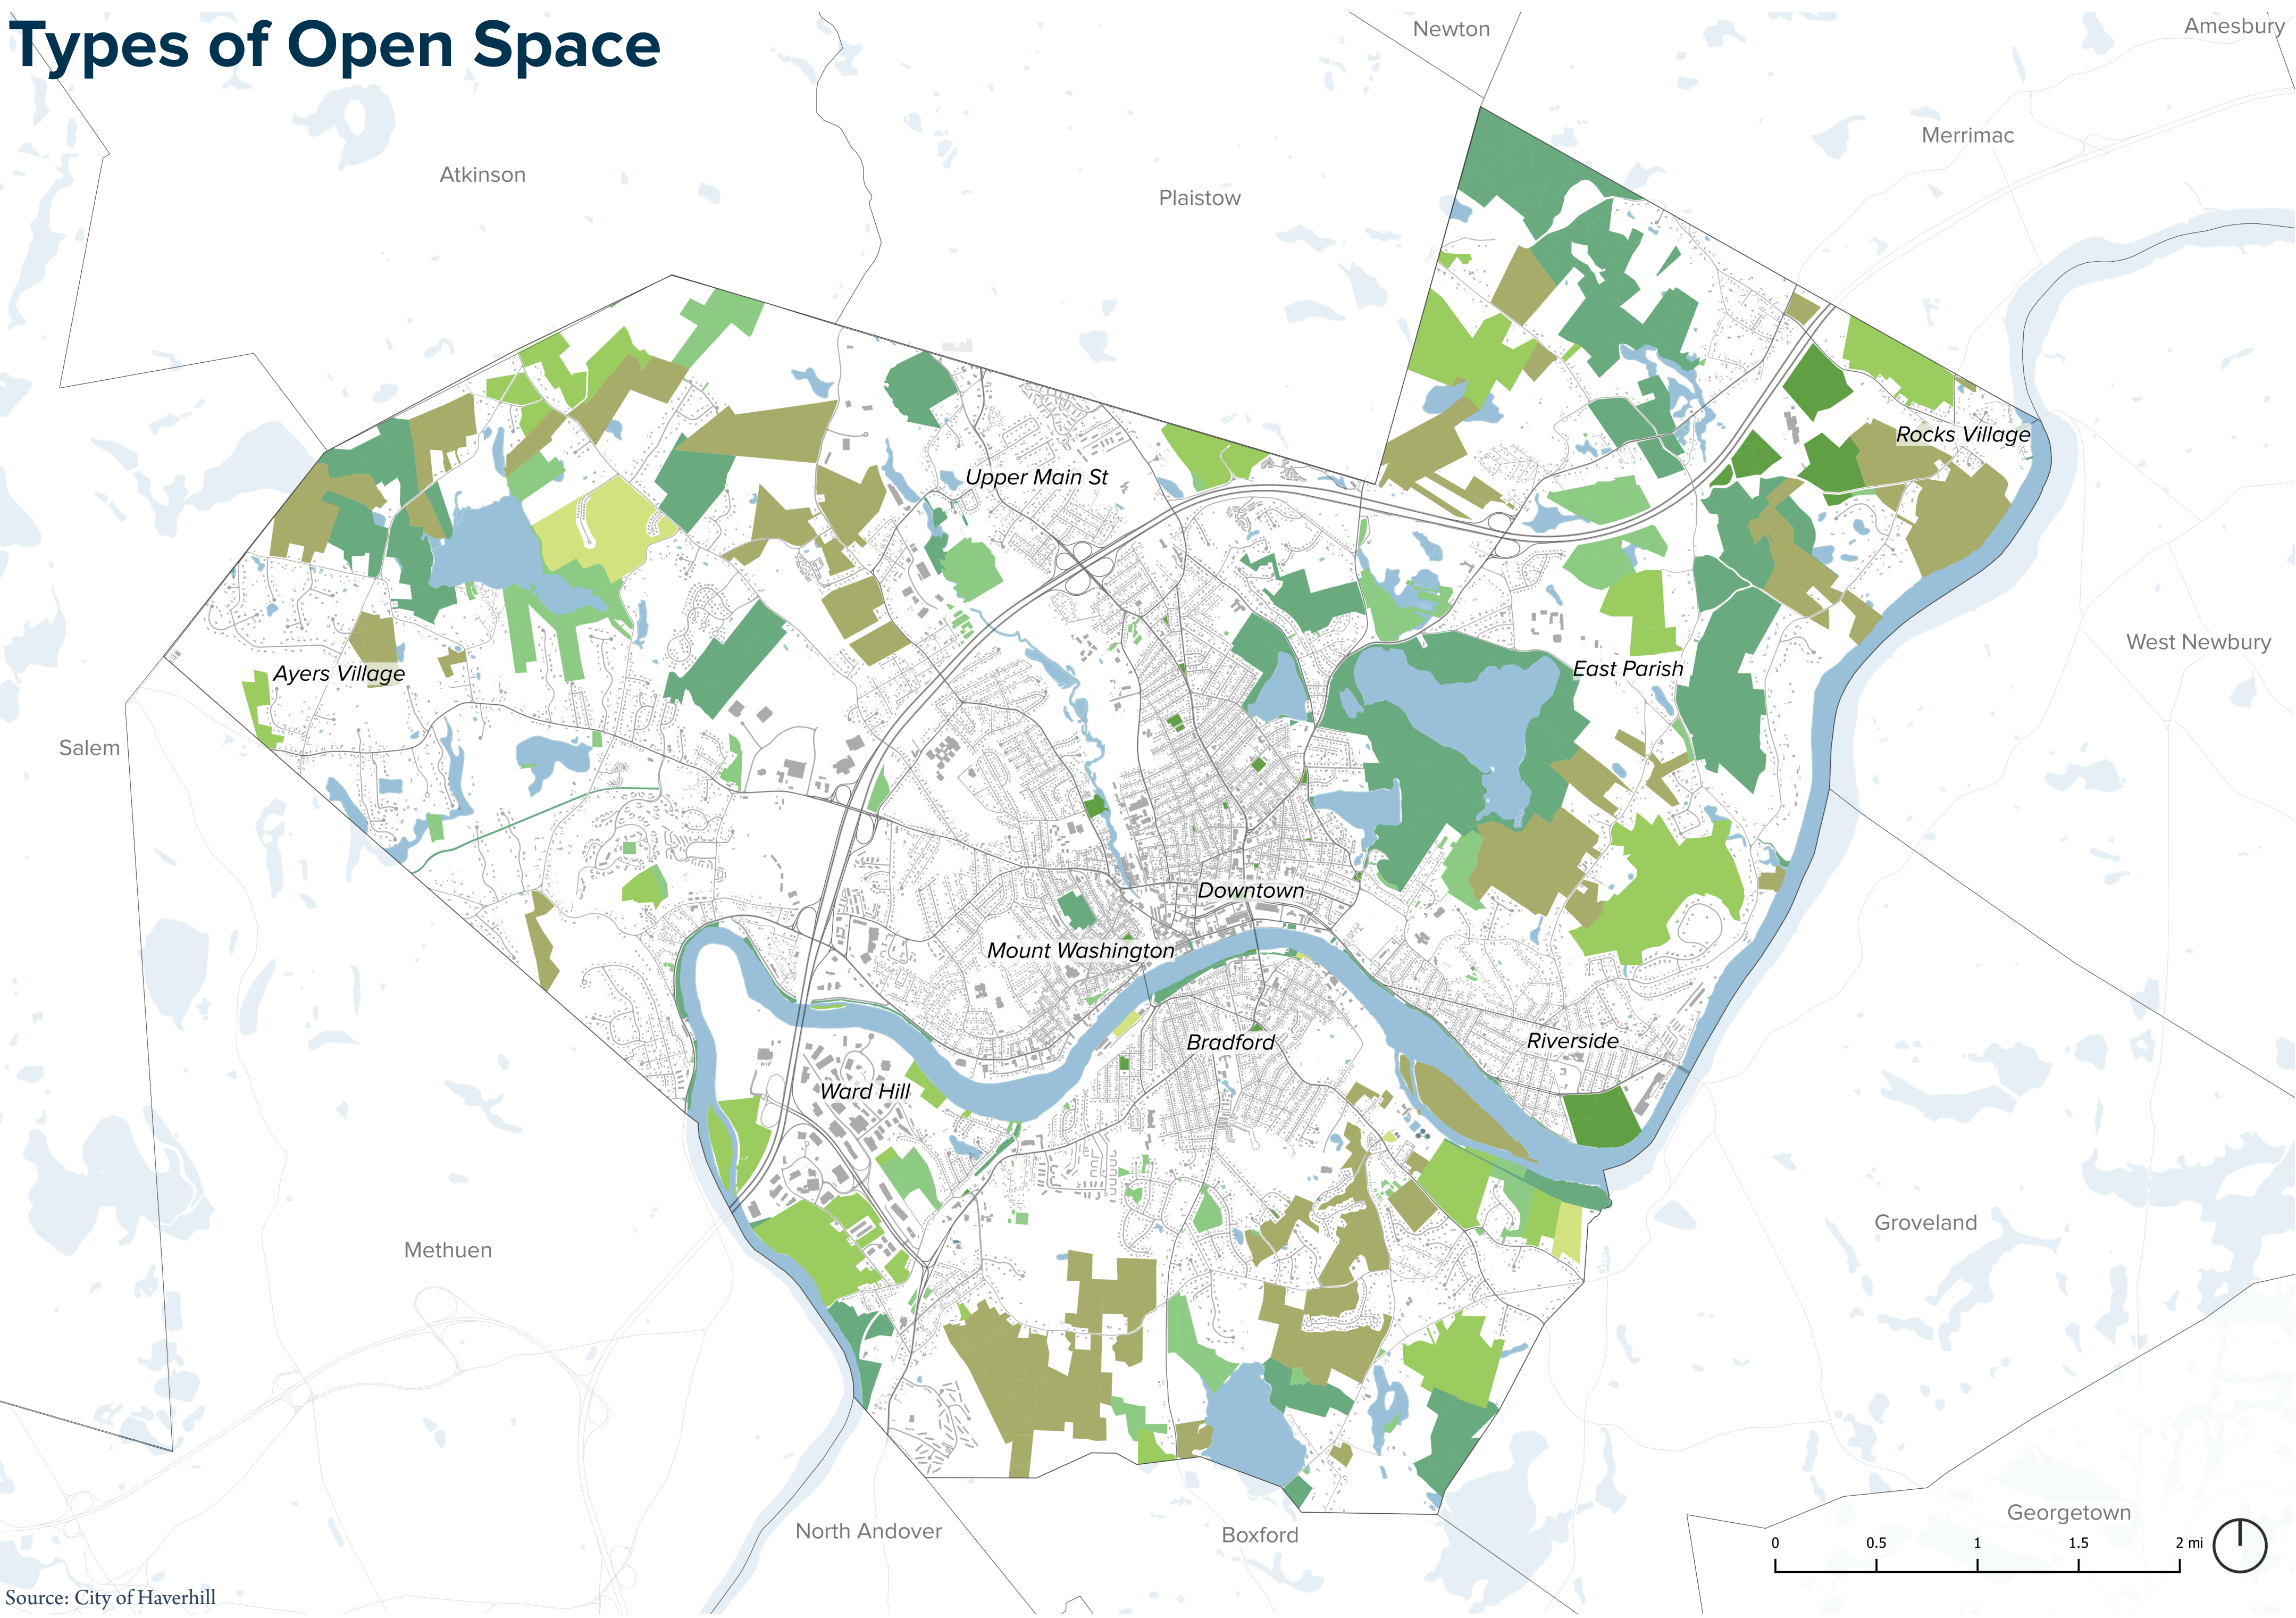 Types of Open Space
Newton
Amesbury
Merrimac
Atkinson
Plaistow
Rocks Village
Upper Main St
West Newbury
East Parish
Ayers Village
Salem
Downtown
Mount Washington
Riverside
Bradford
Ward Hill
Groveland
Methuen
Georgetown
North Andover
Boxford
0 0.5 1 1.5 2 mi
Source: City of Haverhill